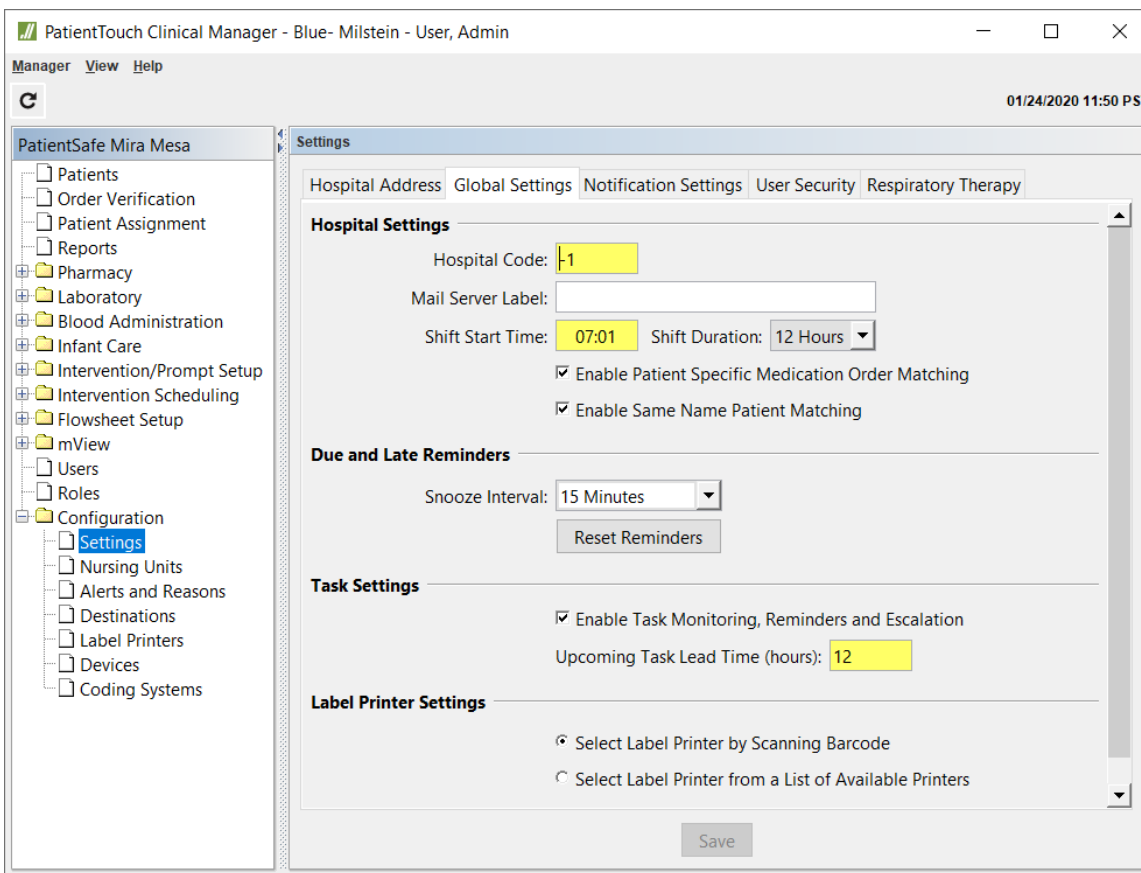 PatientTouch Clinical Manager - Blue- Milstein - User, Admin
Manager View Help
01/24/2020 11:50 PS
PatientSafe Mira Mesa
Patients
Order Verification
Patient Assignment
Reports
Pharmacy
Laboratory
Blood Administration
Infant Care
Intervention/Prompt Setup
Intervention Scheduling
Flowsheet Setup
mView
Users
Roles
Configuration
Settings
Nursing Units
Alerts and Reasons
Destinations
Label Printers
Devices
Coding Systems
Settings
Hospital Address Global Settings Notification Settings User Security Respiratory Therapy
Hospital Settings
Hospital Code: -1
Mail Server Label:
Shift Start Time: 07:01 Shift Duration: 12 Hours
Enable Patient Specific Medication Order Matching
Enable Same Name Patient Matching
Due and Late Reminders
Snooze Interval: 15 Minutes
Reset Reminders
Task Settings
Enable Task Monitoring, Reminders and Escalation
Upcoming Task Lead Time (hours): 12
Label Printer Settings
Select Label Printer by Scanning Barcode
Select Label Printer from a List of Available Printers
Save